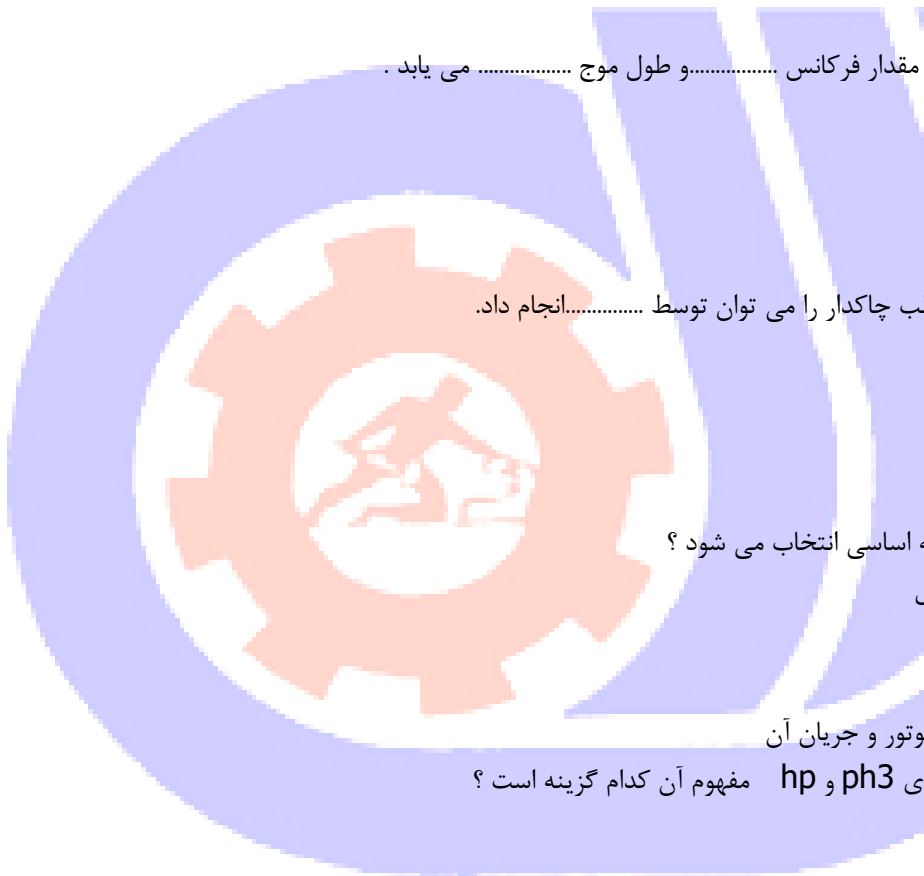 مقدار فرکانس ................و طول موج ................. می یابد .
چاکدار را می توان توسط ...............انجام داد.
اساسی انتخاب می شود ؟
و جریان آن
ph3 و hp مفهوم آن کدام گزینه است ؟